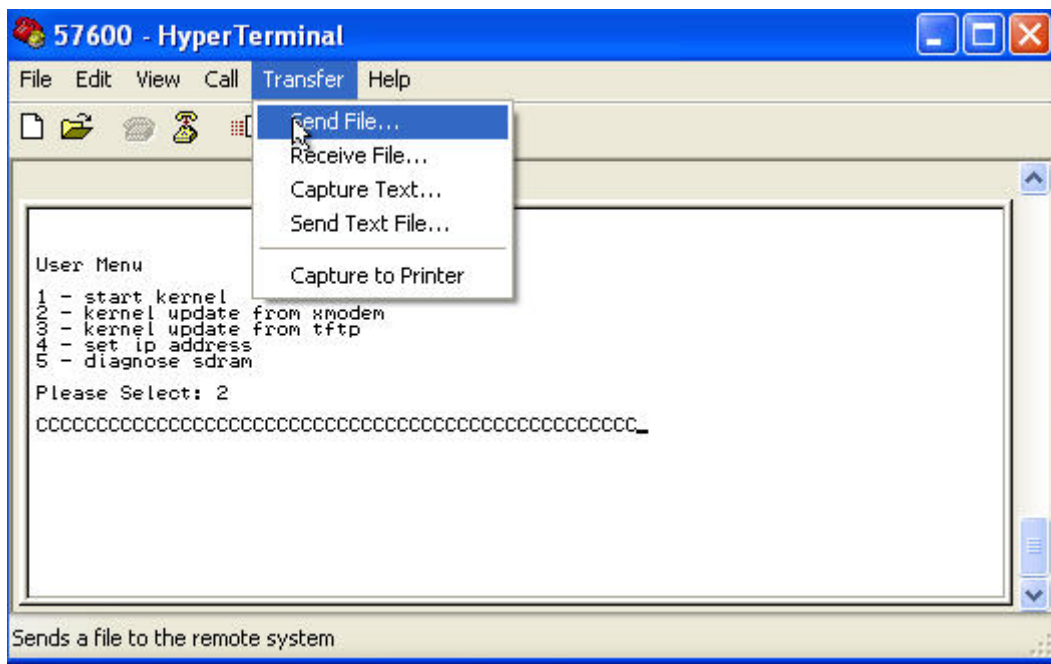 57600 - HyperTerminal
File Edit View Call Transfer Help
Send File...
Receive File...
Capture Text...
Send Text File...
Capture to Printer
User Menu
1 - start kernel
2 - kernel update from xmodem
3 - kernel update from tftp
4 - set ip address
5 - diagnose sdram
Please Select: 2
CCCCCCCCCCCCCCCCCCCCCCCCCCCCCCCCCCCCCCCCCCCCCCCCCC_
Sends a file to the remote system